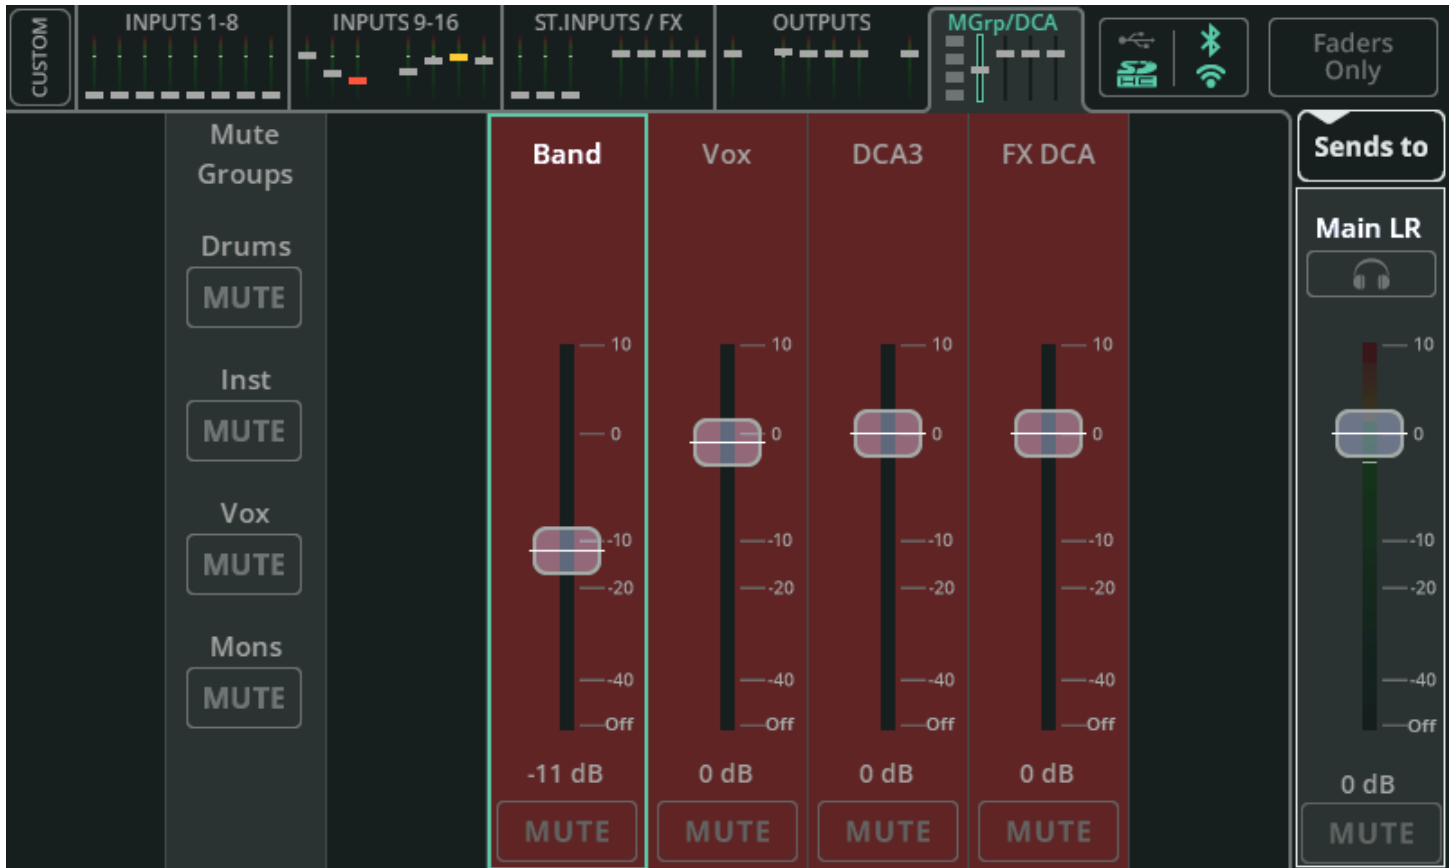 CUSTOM
INPUTS 1-8
INPUTS 9-16
ST.INPUTS / FX
OUTPUTS
MGrp/DCA
SD
HC
Faders
Only
Mute
Groups
Drums
MUTE
Inst
MUTE
Vox
MUTE
Mons
MUTE
Band
10
0
-10
-20
-40
Off
-11 dB
MUTE
Vox
10
0
-10
-20
-40
Off
0 dB
MUTE
DCA3
10
0
-10
-20
-40
Off
0 dB
MUTE
FX DCA
10
0
-10
-20
-40
Off
0 dB
MUTE
Sends to
Main LR
10
0
-10
-20
-40
Off
0 dB
MUTE